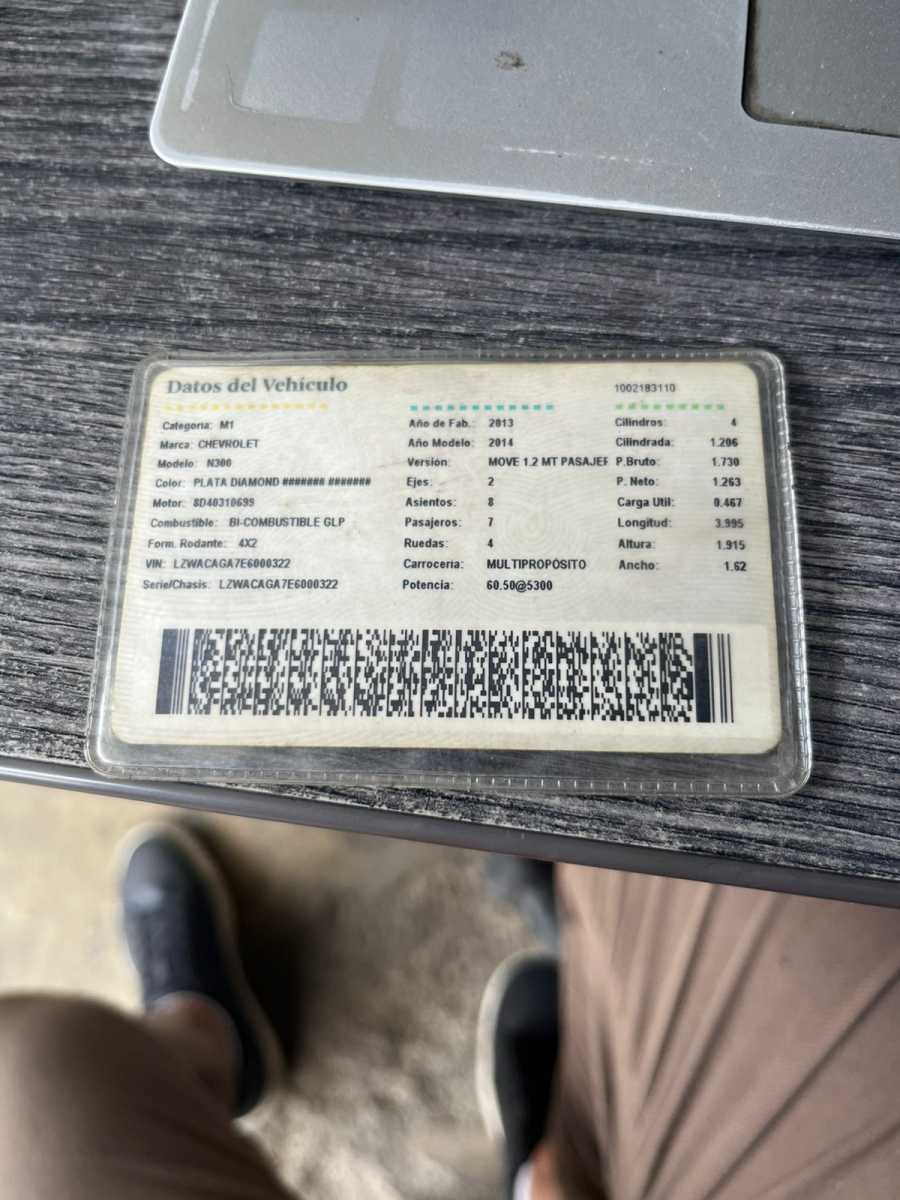 Datos del Vehículo
1002183110
Categoria: M1
Marca: CHEVROLET
Modelo: N300
Color: PLATA DIAMOND ####### #######
Motor: 8D40310699
Combustible: BI-COMBUSTIBLE GLP
Form. Rodante: 4X2
VIN: LZWACAGA7E6000322
Serie/Chasis: LZWACAGA7E6000322
Año de Fab.: 2013
Año Modelo: 2014
Versión: MOVE 1.2 MT PASAJER
Ejes: 2
Asientos: 8
Pasajeros: 7
Ruedas: 4
Carrocería: MULTIPROPÓSITO
Potencia: 60.50@5300
Cilindros: 4
Cilindrada: 1.206
P.Bruto: 1.730
P. Neto: 1.263
Carga Util: 0.467
Longitud: 3.995
Altura: 1.915
Ancho: 1.62